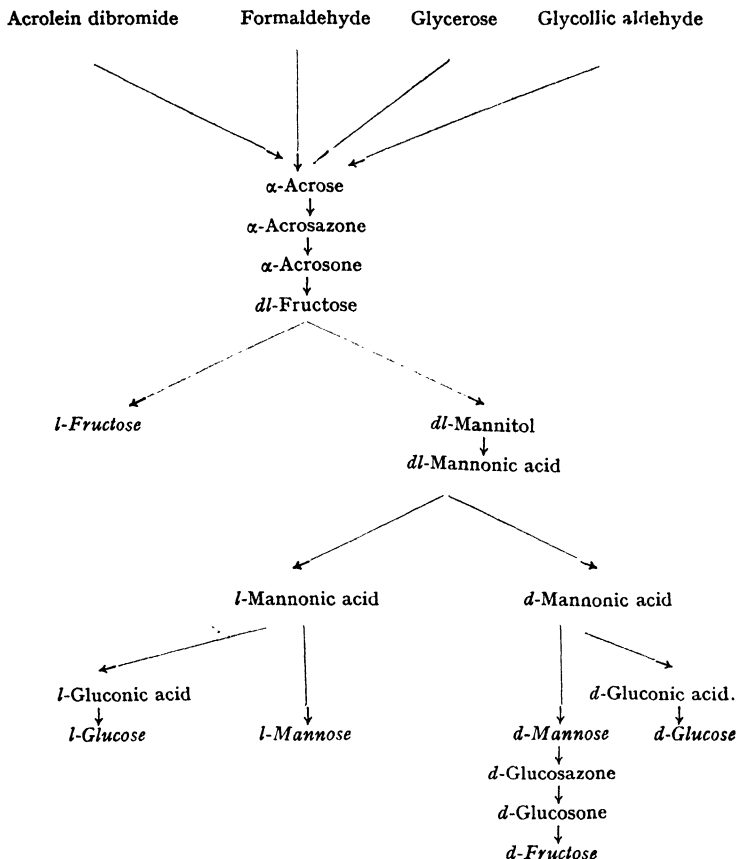 Acrolein dibromide Formaldehyde Glycerose Glycollic aldehyde
α-Acrose
α-Acrosazone
α-Acrosone
dl-Fructose
l-Fructose dl-Mannitol
dl-Mannonic acid
l-Mannonic acid d-Mannonic acid
l-Gluconic acid d-Gluconic acid.
l-Glucose l-Mannose d-Mannose d-Glucose
d-Glucosazone
d-Glucosone
d-Fructose